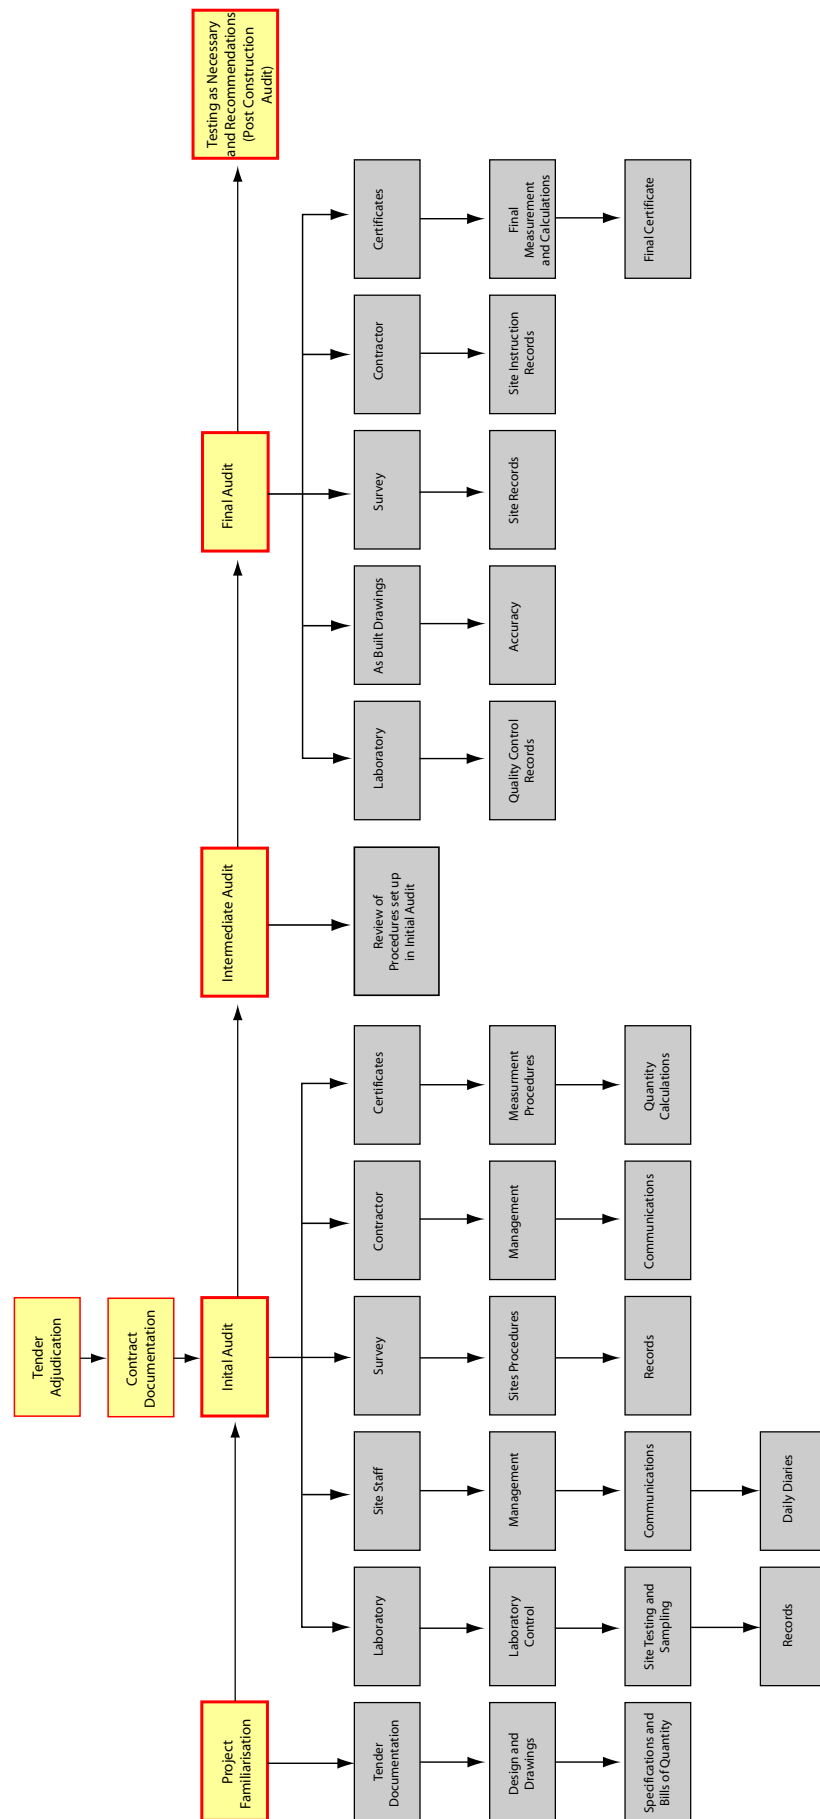 Tender
Adjudication
Contract
Documentation
Project
Familiarisation
Inital Audit
Intermediate Audit
Final Audit
Testing as Necessary
and Recommendations
(Post Construction
Audit)
Tender
Documentation
Design and
Drawings
Specifications and
Bills of Quantity
Laboratory
Laboratory
Control
Site Testing and
Sampling
Records
Site Staff
Management
Communications
Daily Diaries
Survey
Sites Procedures
Records
Contractor
Management
Communications
Certificates
Measurment
Procedures
Quantity
Calculations
Review of
Procedures set up
in Initial Audit
Laboratory
Quality Control
Records
As Built Drawings
Accuracy
Survey
Site Records
Contractor
Site Instruction
Records
Certificates
Final
Measurement
and Calculations
Final Certificate